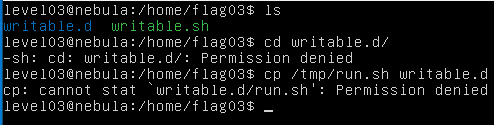 level03@nebula:/home/flag03$ ls
writable.d  writable.sh
level03@nebula:/home/flag03$ cd writable.d/
-sh: cd: writable.d/: Permission denied
level03@nebula:/home/flag03$ cp /tmp/run.sh writable.d
cp: cannot stat `writable.d/run.sh': Permission denied
level03@nebula:/home/flag03$ _